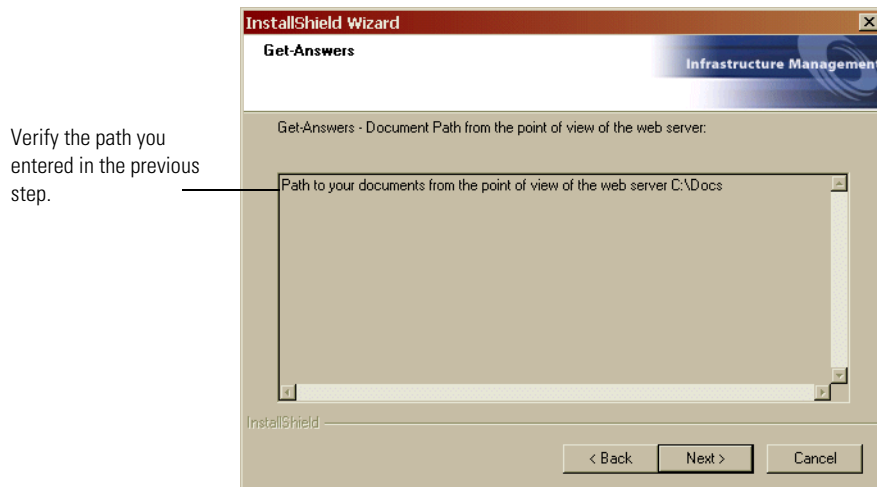 InstallShield Wizard
Get-Answers
Infrastructure Managemen
Get-Answers - Document Path from the point of view of the web server:
Verify the path you
entered in the previous
step.
Path to your documents from the point of view of the web server C:\Docs
InstallShield
< Back
Next >
Cancel